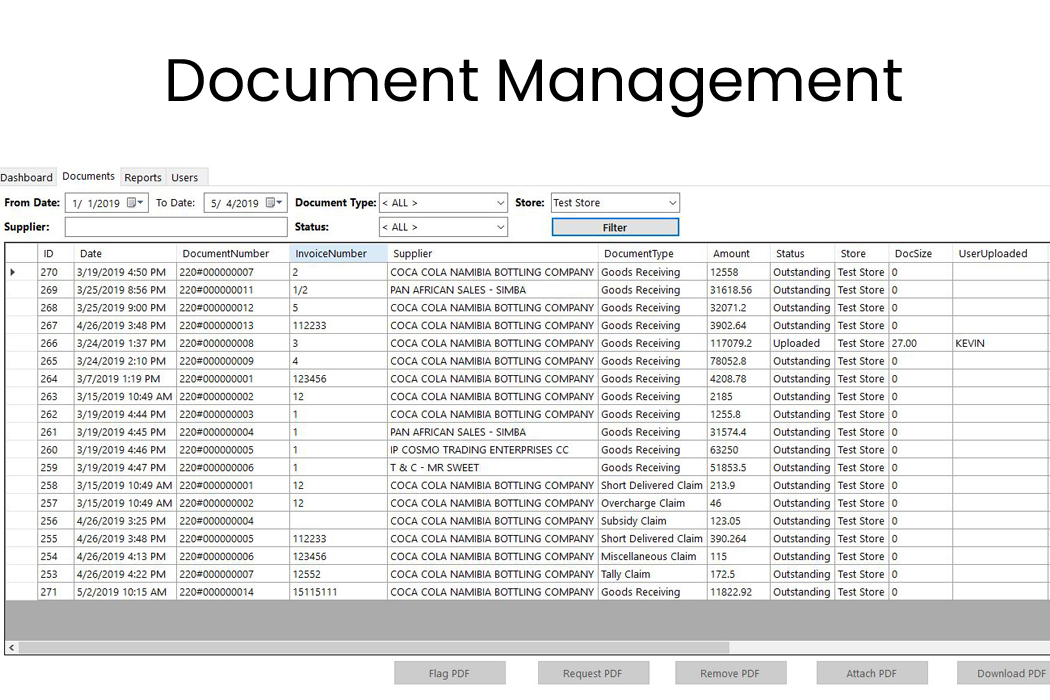 Document Management
Dashboard Documents Reports Users
From Date: 1/ 1/2019 To Date: 5/ 4/2019 Document Type: < ALL > Store: Test Store
Supplier: Status: < ALL > Filter
ID Date DocumentNumber InvoiceNumber Supplier DocumentType Amount Status Store DocSize UserUploaded
270 3/19/2019 4:50 PM 220#000000007 2 COCA COLA NAMIBIA BOTTLING COMPANY Goods Receiving 12558 Outstanding Test Store 0
269 3/25/2019 8:56 PM 220#000000011 1/2 PAN AFRICAN SALES - SIMBA Goods Receiving 31618.56 Outstanding Test Store 0
268 3/25/2019 9:00 PM 220#000000012 5 COCA COLA NAMIBIA BOTTLING COMPANY Goods Receiving 32071.2 Outstanding Test Store 0
267 4/26/2019 3:48 PM 220#000000013 112233 COCA COLA NAMIBIA BOTTLING COMPANY Goods Receiving 3902.64 Outstanding Test Store 0
266 3/24/2019 1:37 PM 220#000000008 3 COCA COLA NAMIBIA BOTTLING COMPANY Goods Receiving 117079.2 Uploaded Test Store 27.00 KEVIN
265 3/24/2019 2:10 PM 220#000000009 4 COCA COLA NAMIBIA BOTTLING COMPANY Goods Receiving 78052.8 Outstanding Test Store 0
264 3/7/2019 1:19 PM 220#000000001 123456 COCA COLA NAMIBIA BOTTLING COMPANY Goods Receiving 4208.78 Outstanding Test Store 0
263 3/15/2019 10:49 AM 220#000000002 12 COCA COLA NAMIBIA BOTTLING COMPANY Goods Receiving 2185 Outstanding Test Store 0
262 3/19/2019 4:44 PM 220#000000003 1 COCA COLA NAMIBIA BOTTLING COMPANY Goods Receiving 1255.8 Outstanding Test Store 0
261 3/19/2019 4:45 PM 220#000000004 1 PAN AFRICAN SALES - SIMBA Goods Receiving 31574.4 Outstanding Test Store 0
260 3/19/2019 4:46 PM 220#000000005 1 IP COSMO TRADING ENTERPRISES CC Goods Receiving 63250 Outstanding Test Store 0
259 3/19/2019 4:47 PM 220#000000006 1 T & C - MR SWEET Goods Receiving 51853.5 Outstanding Test Store 0
258 3/15/2019 10:49 AM 220#000000001 12 COCA COLA NAMIBIA BOTTLING COMPANY Short Delivered Claim 213.9 Outstanding Test Store 0
257 3/15/2019 10:49 AM 220#000000002 12 COCA COLA NAMIBIA BOTTLING COMPANY Overcharge Claim 46 Outstanding Test Store 0
256 4/26/2019 3:25 PM 220#000000004 COCA COLA NAMIBIA BOTTLING COMPANY Subsidy Claim 123.05 Outstanding Test Store 0
255 4/26/2019 3:48 PM 220#000000005 112233 COCA COLA NAMIBIA BOTTLING COMPANY Short Delivered Claim 390.264 Outstanding Test Store 0
254 4/26/2019 4:13 PM 220#000000006 123456 COCA COLA NAMIBIA BOTTLING COMPANY Miscellaneous Claim 115 Outstanding Test Store 0
253 4/26/2019 4:22 PM 220#000000007 12552 COCA COLA NAMIBIA BOTTLING COMPANY Tally Claim 172.5 Outstanding Test Store 0
271 5/2/2019 10:15 AM 220#000000014 15115111 COCA COLA NAMIBIA BOTTLING COMPANY Goods Receiving 11822.92 Outstanding Test Store 0
Flag PDF Request PDF Remove PDF Attach PDF Download PDF